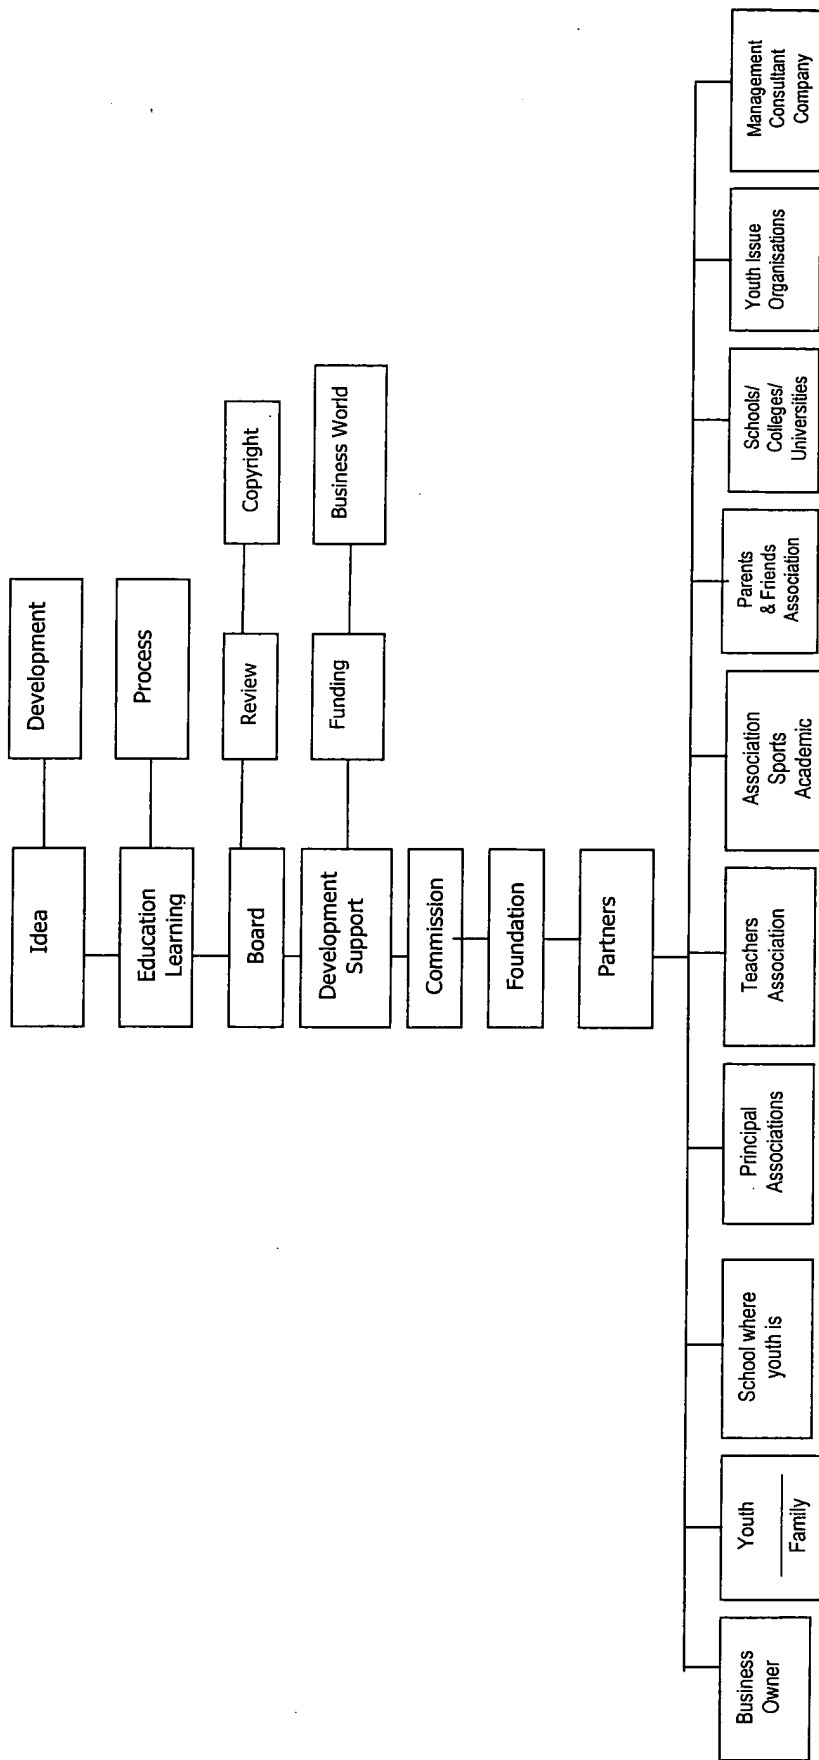 Idea
Development
Education
Learning
Process
Board
Review
Copyright
Development
Support
Funding
Business World
Commission
Foundation
Partners
Business
Owner
Youth
Family
School where
youth is
Principal
Associations
Teachers
Association
Association
Sports
Academic
Parents
& Friends
Association
Schools/
Colleges/
Universities
Youth Issue
Organisations
Management
Consultant
Company